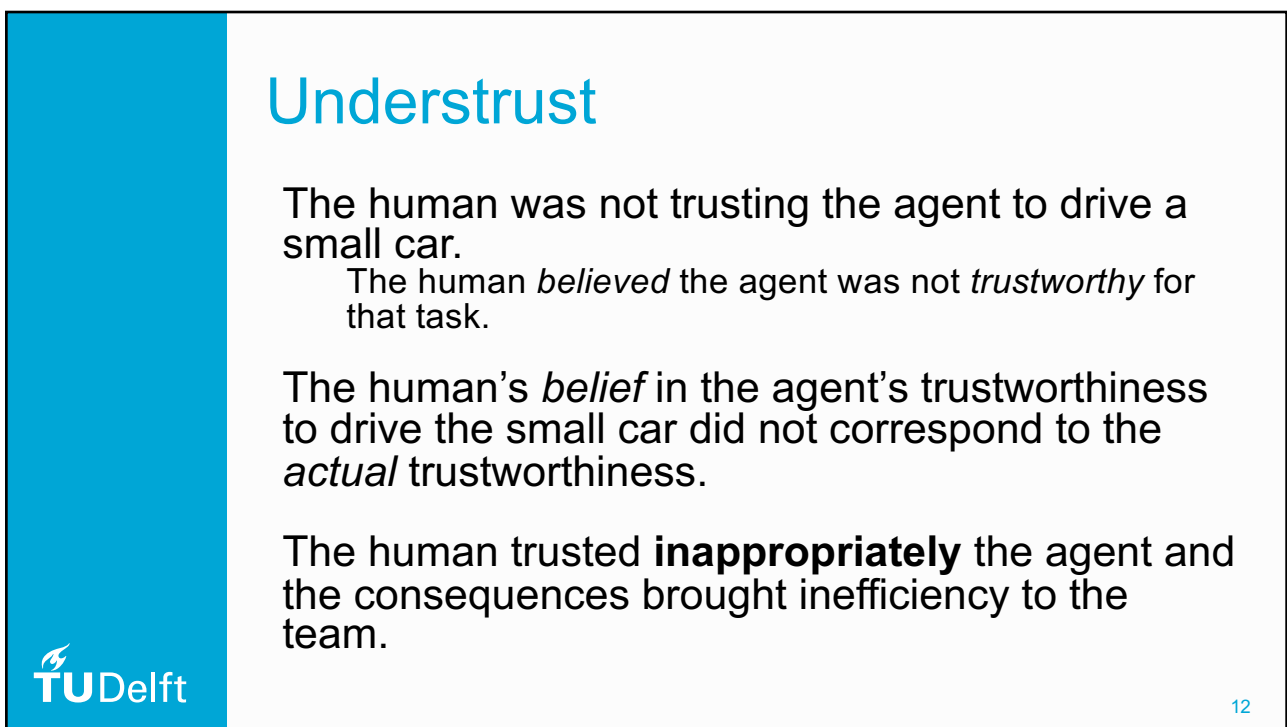 Understrust
The human was not trusting the agent to drive a
small car.
The human believed the agent was not trustworthy for
that task.
The human’s belief in the agent’s trustworthiness
to drive the small car did not correspond to the
actual trustworthiness.
The human trusted inappropriately the agent and
the consequences brought inefficiency to the
team.
TUDelft
12